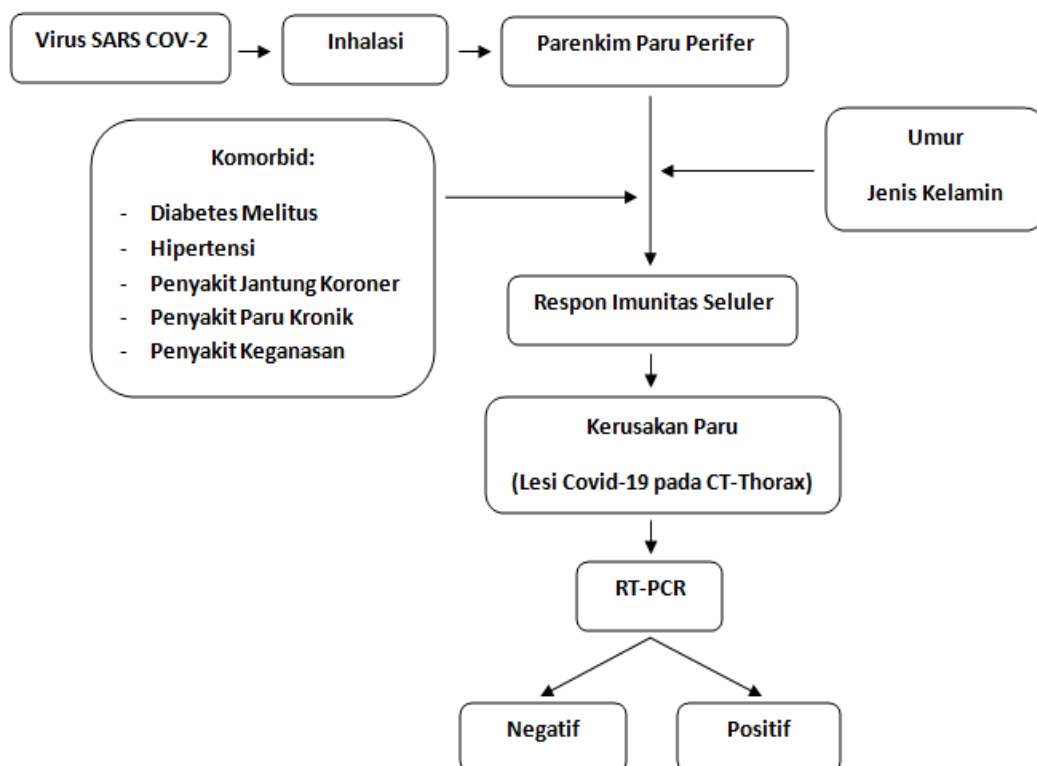 Virus SARS COV-2
Inhalasi
Parenkim Paru Perifer
Komorbid:
- Diabetes Melitus
- Hipertensi
- Penyakit Jantung Koroner
- Penyakit Paru Kronik
- Penyakit Keganasan
Umur
Jenis Kelamin
Respon Imunitas Seluler
Kerusakan Paru
(Lesi Covid-19 pada CT-Thorax)
RT-PCR
Negatif
Positif